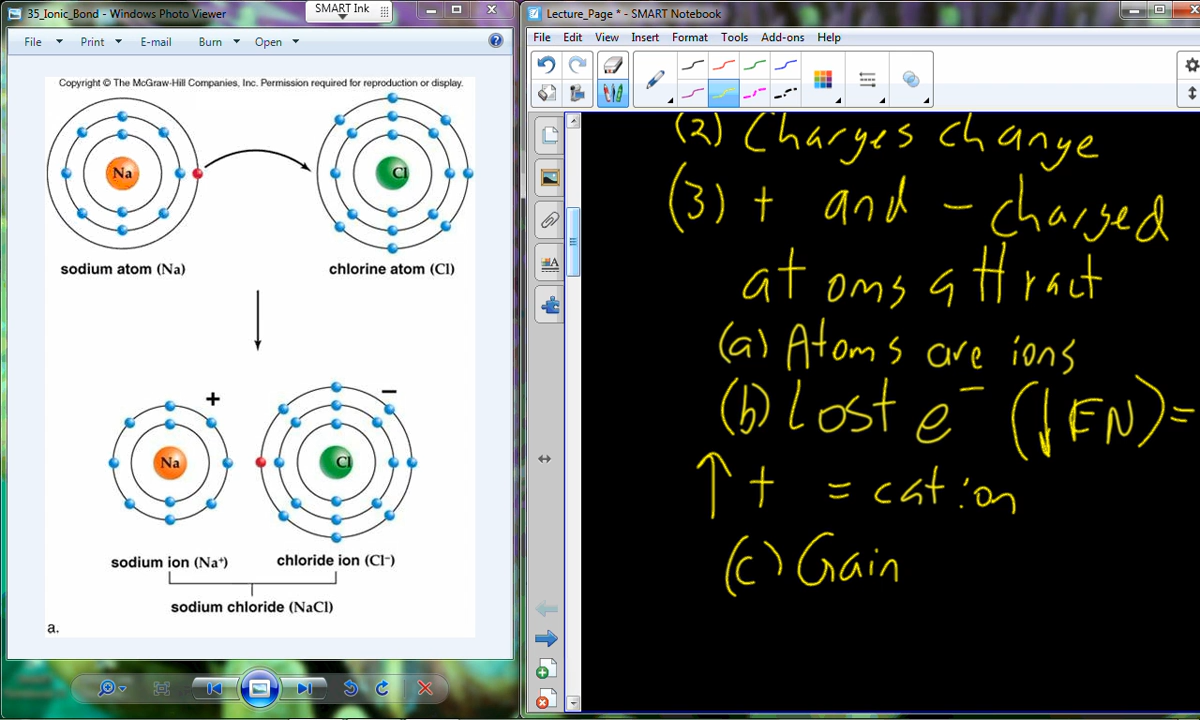 35_Ionic_Bond - Windows Photo Viewer
SMART Ink
File Print E-mail Burn Open
Copyright © The McGraw-Hill Companies, Inc. Permission required for reproduction or display.
Na
Cl
sodium atom (Na)
chlorine atom (Cl)
+
−
Na
Cl
sodium ion (Na⁺)
chloride ion (Cl⁻)
sodium chloride (NaCl)
a.
Lecture_Page * - SMART Notebook
File Edit View Insert Format Tools Add-ons Help
(2) Charges change
(3) + and - charged
atoms attract
(a) Atoms are ions
(b) Lost e⁻ (↓EN)=
↑+ = cation
(c) Gain